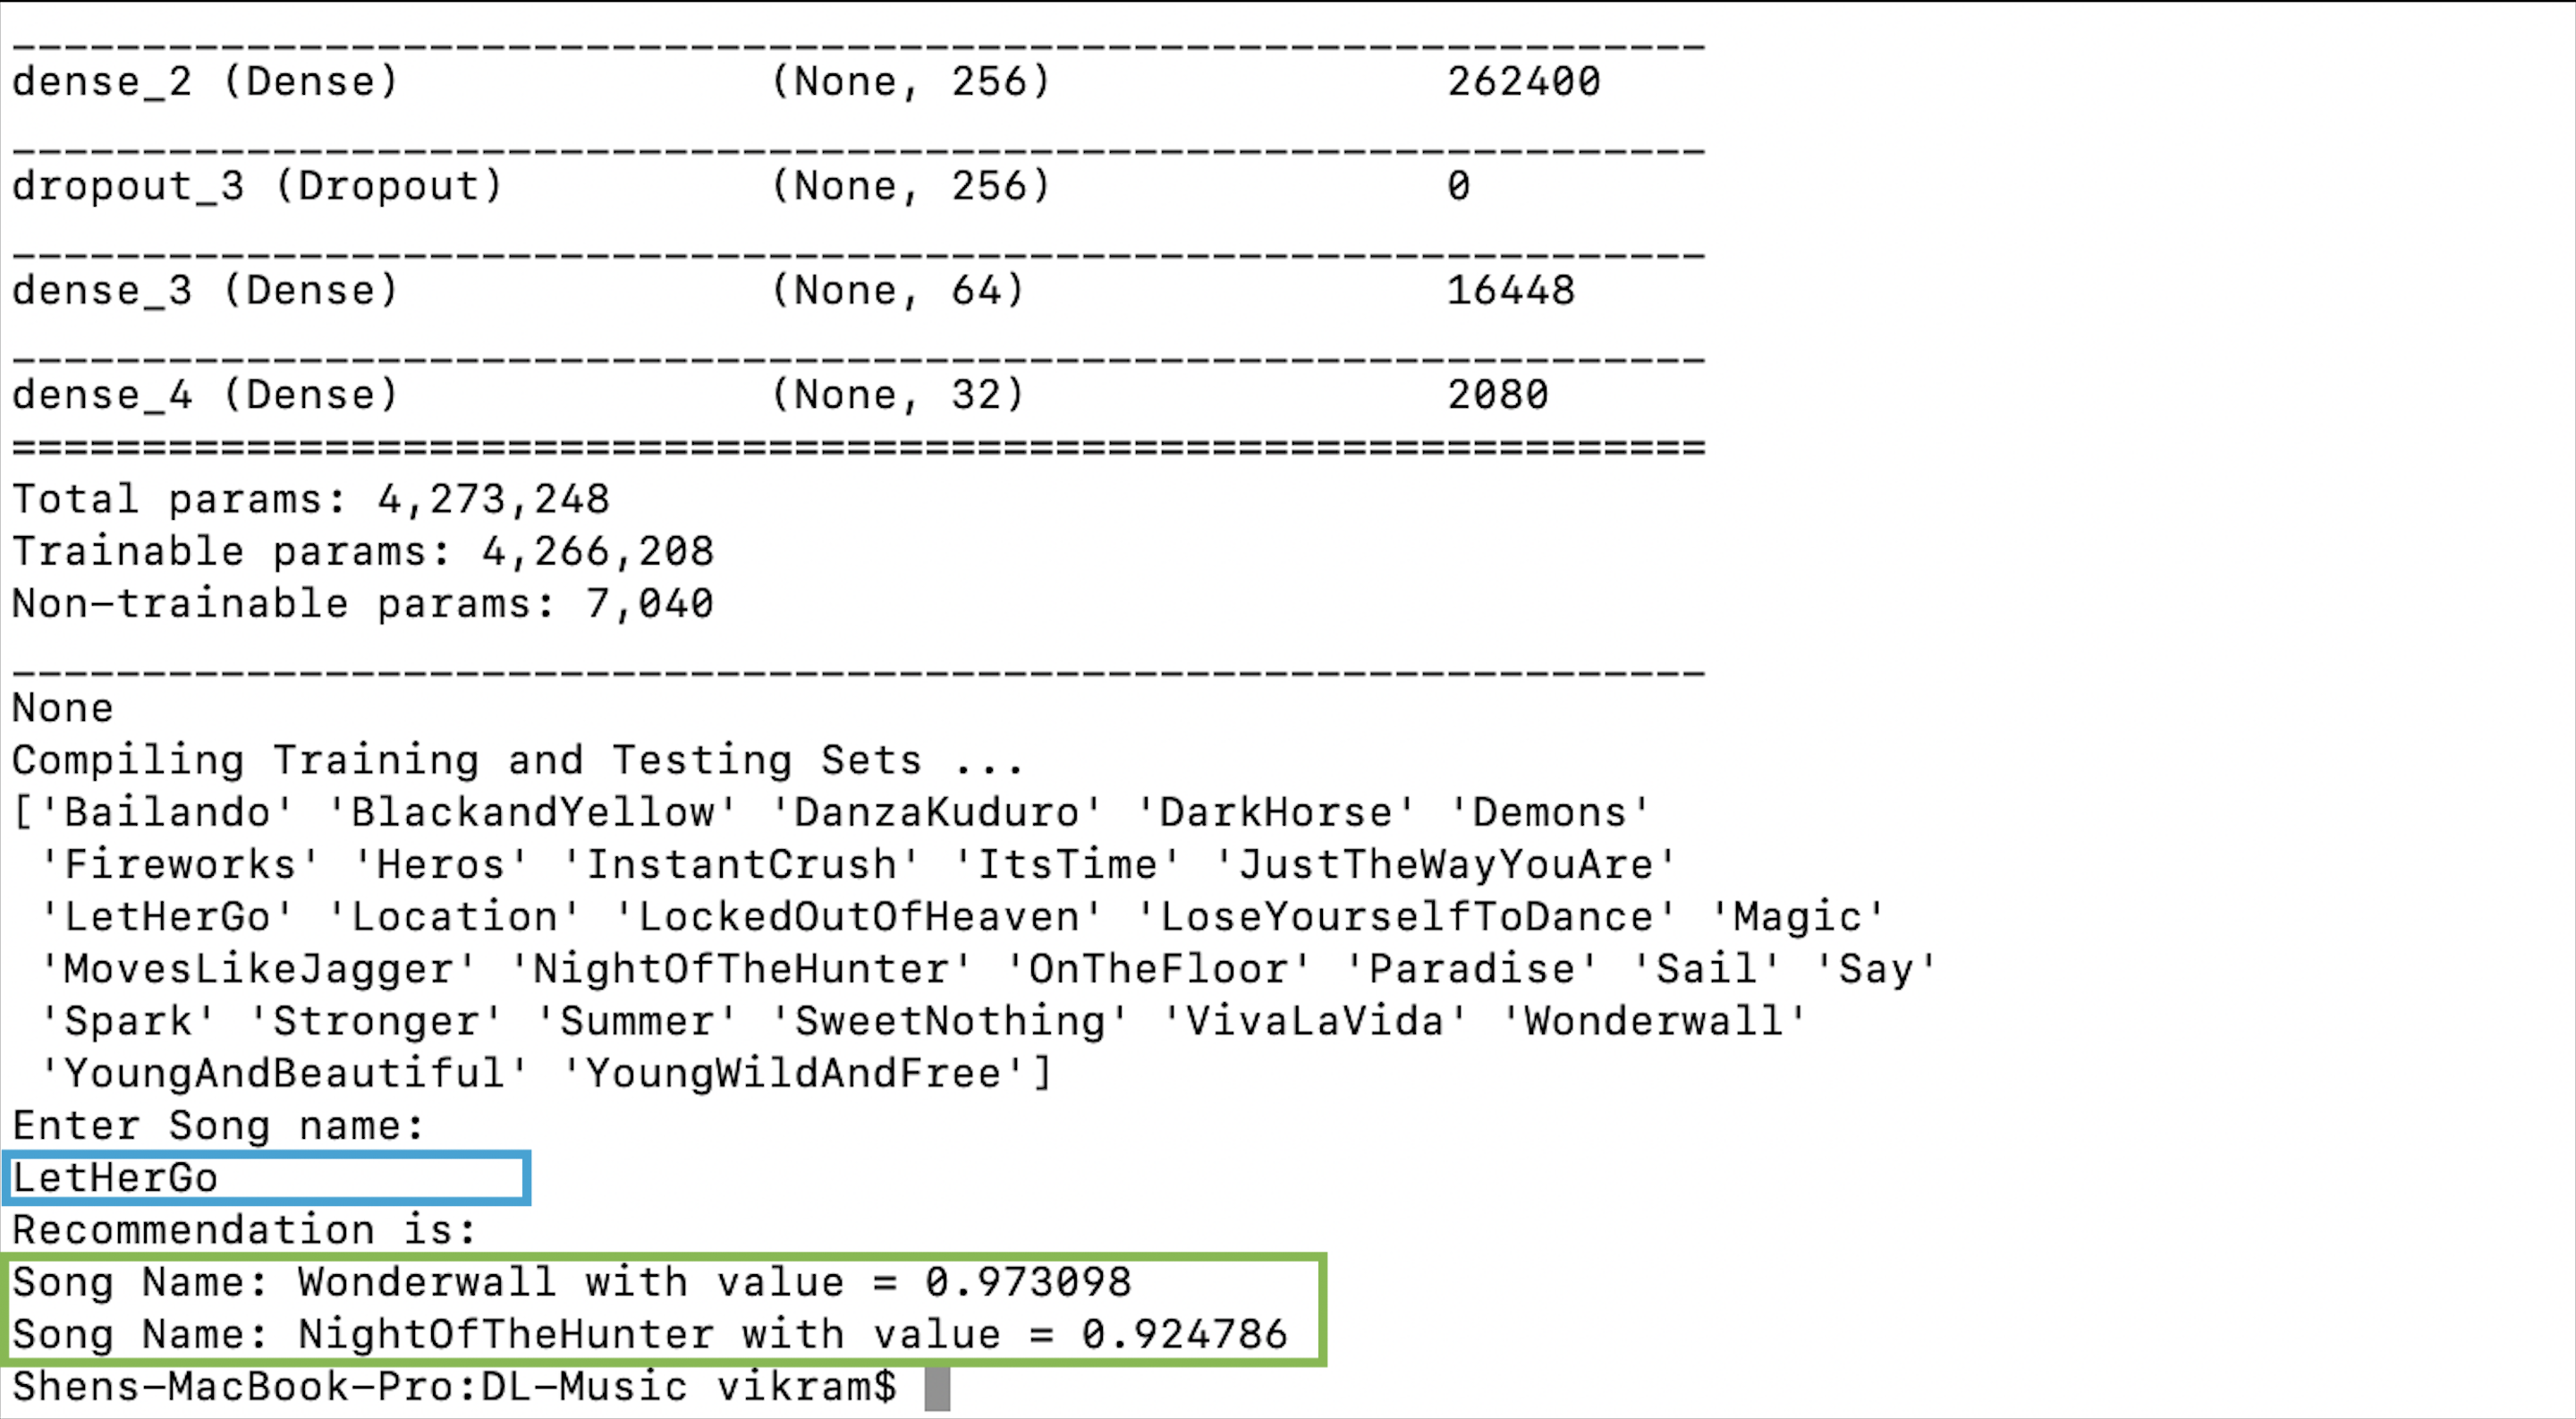 _________________________________________________________________
dense_2 (Dense)              (None, 256)               262400
_________________________________________________________________
dropout_3 (Dropout)          (None, 256)               0
_________________________________________________________________
dense_3 (Dense)              (None, 64)                16448
_________________________________________________________________
dense_4 (Dense)              (None, 32)                2080
=================================================================
Total params: 4,273,248
Trainable params: 4,266,208
Non-trainable params: 7,040
_________________________________________________________________
None
Compiling Training and Testing Sets ...
['Bailando' 'BlackandYellow' 'DanzaKuduro' 'DarkHorse' 'Demons'
 'Fireworks' 'Heros' 'InstantCrush' 'ItsTime' 'JustTheWayYouAre'
 'LetHerGo' 'Location' 'LockedOutOfHeaven' 'LoseYourselfToDance' 'Magic'
 'MovesLikeJagger' 'NightOfTheHunter' 'OnTheFloor' 'Paradise' 'Sail' 'Say'
 'Spark' 'Stronger' 'Summer' 'SweetNothing' 'VivaLaVida' 'Wonderwall'
 'YoungAndBeautiful' 'YoungWildAndFree']
Enter Song name:
LetHerGo
Recommendation is:
Song Name: Wonderwall with value = 0.973098
Song Name: NightOfTheHunter with value = 0.924786
Shens-MacBook-Pro:DL-Music vikram$